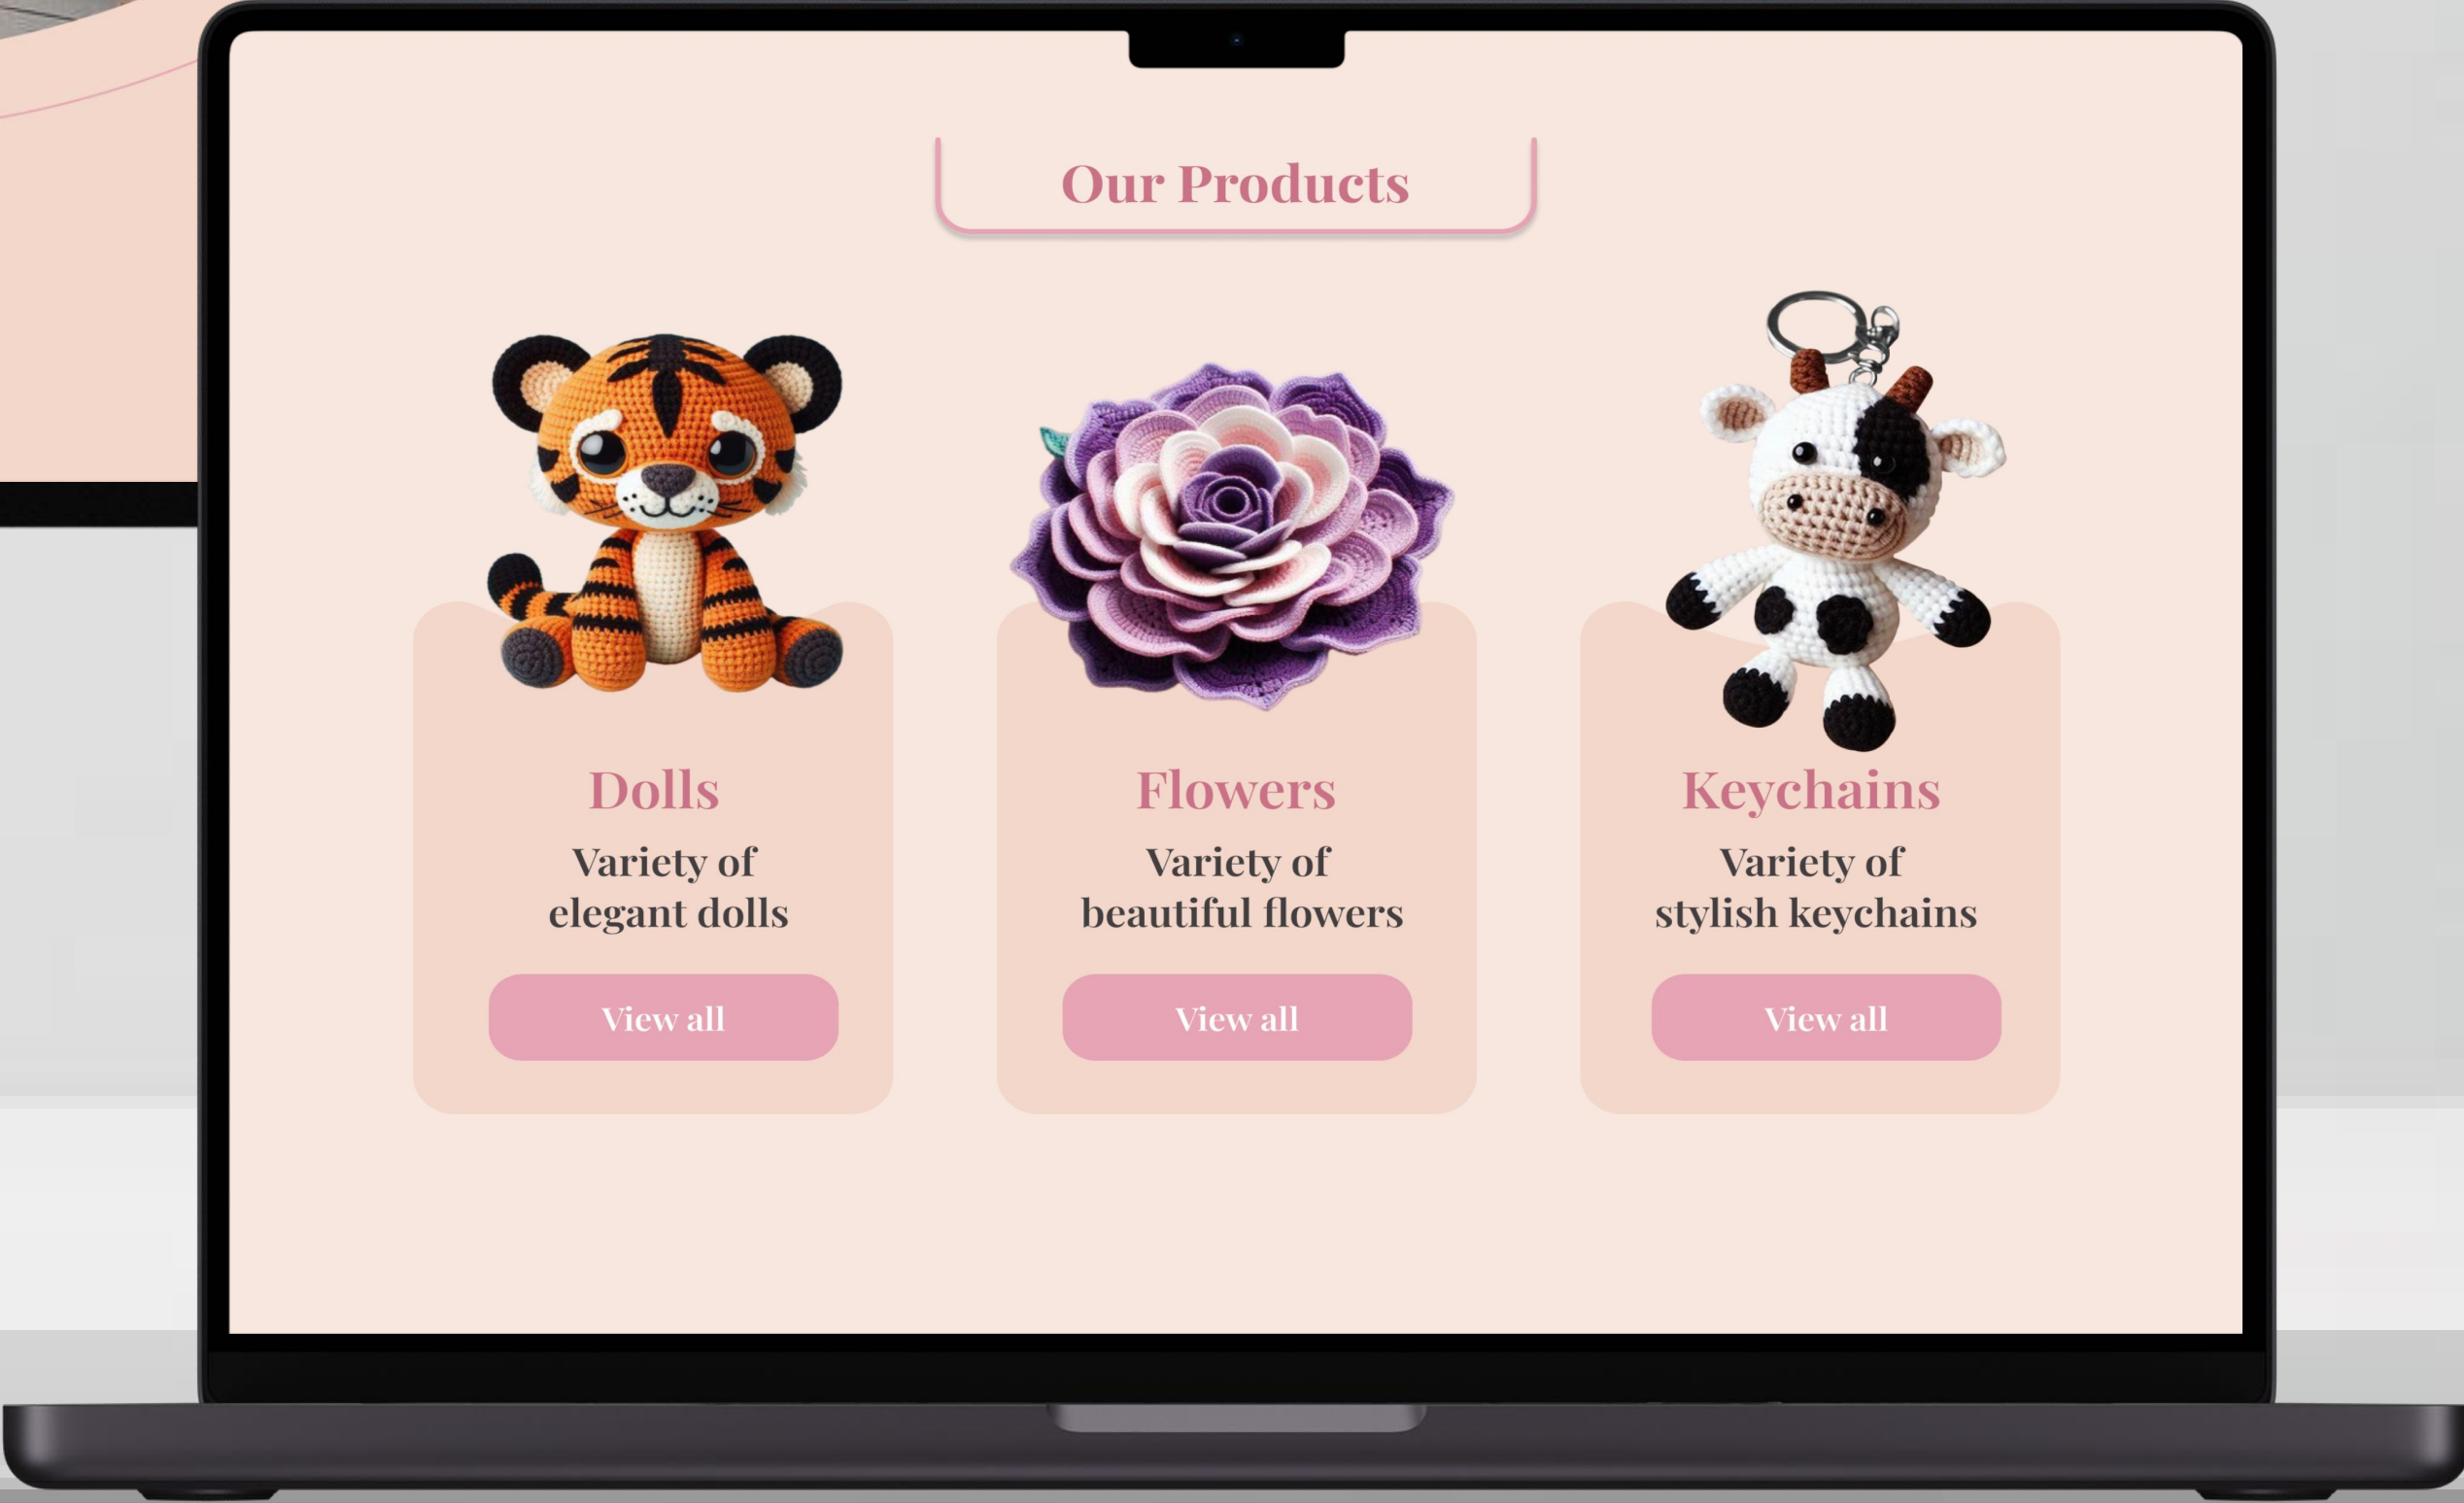 Our Products
Dolls
Variety of
elegant dolls
View all
Flowers
Variety of
beautiful flowers
View all
Keychains
Variety of
stylish keychains
View all